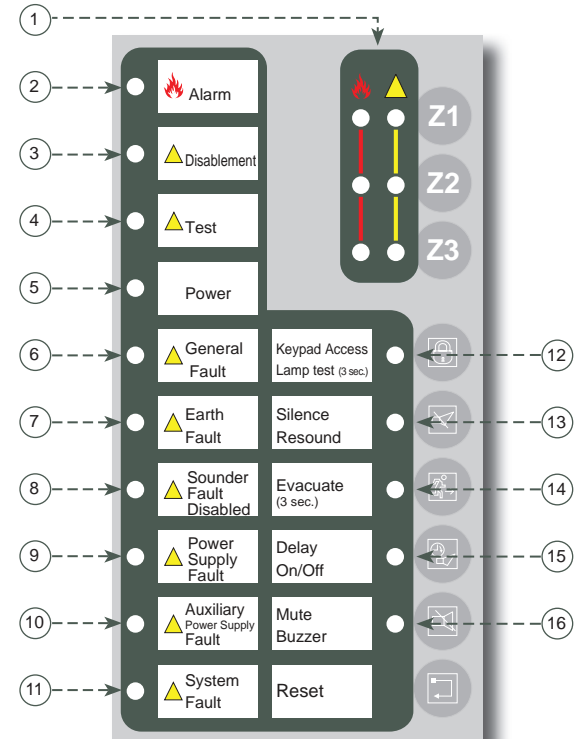 1
2
Alarm
Z1
3
Disablement
Z2
4
Test
Z3
5
Power
6
General
Fault
Keypad Access
Lamp test (3 sec.)
12
7
Earth
Fault
Silence
Resound
13
8
Sounder
Fault
Disabled
Evacuate
(3 sec.)
14
9
Power
Supply
Fault
Delay
On/Off
15
10
Auxiliary
Power Supply
Fault
Mute
Buzzer
16
11
System
Fault
Reset